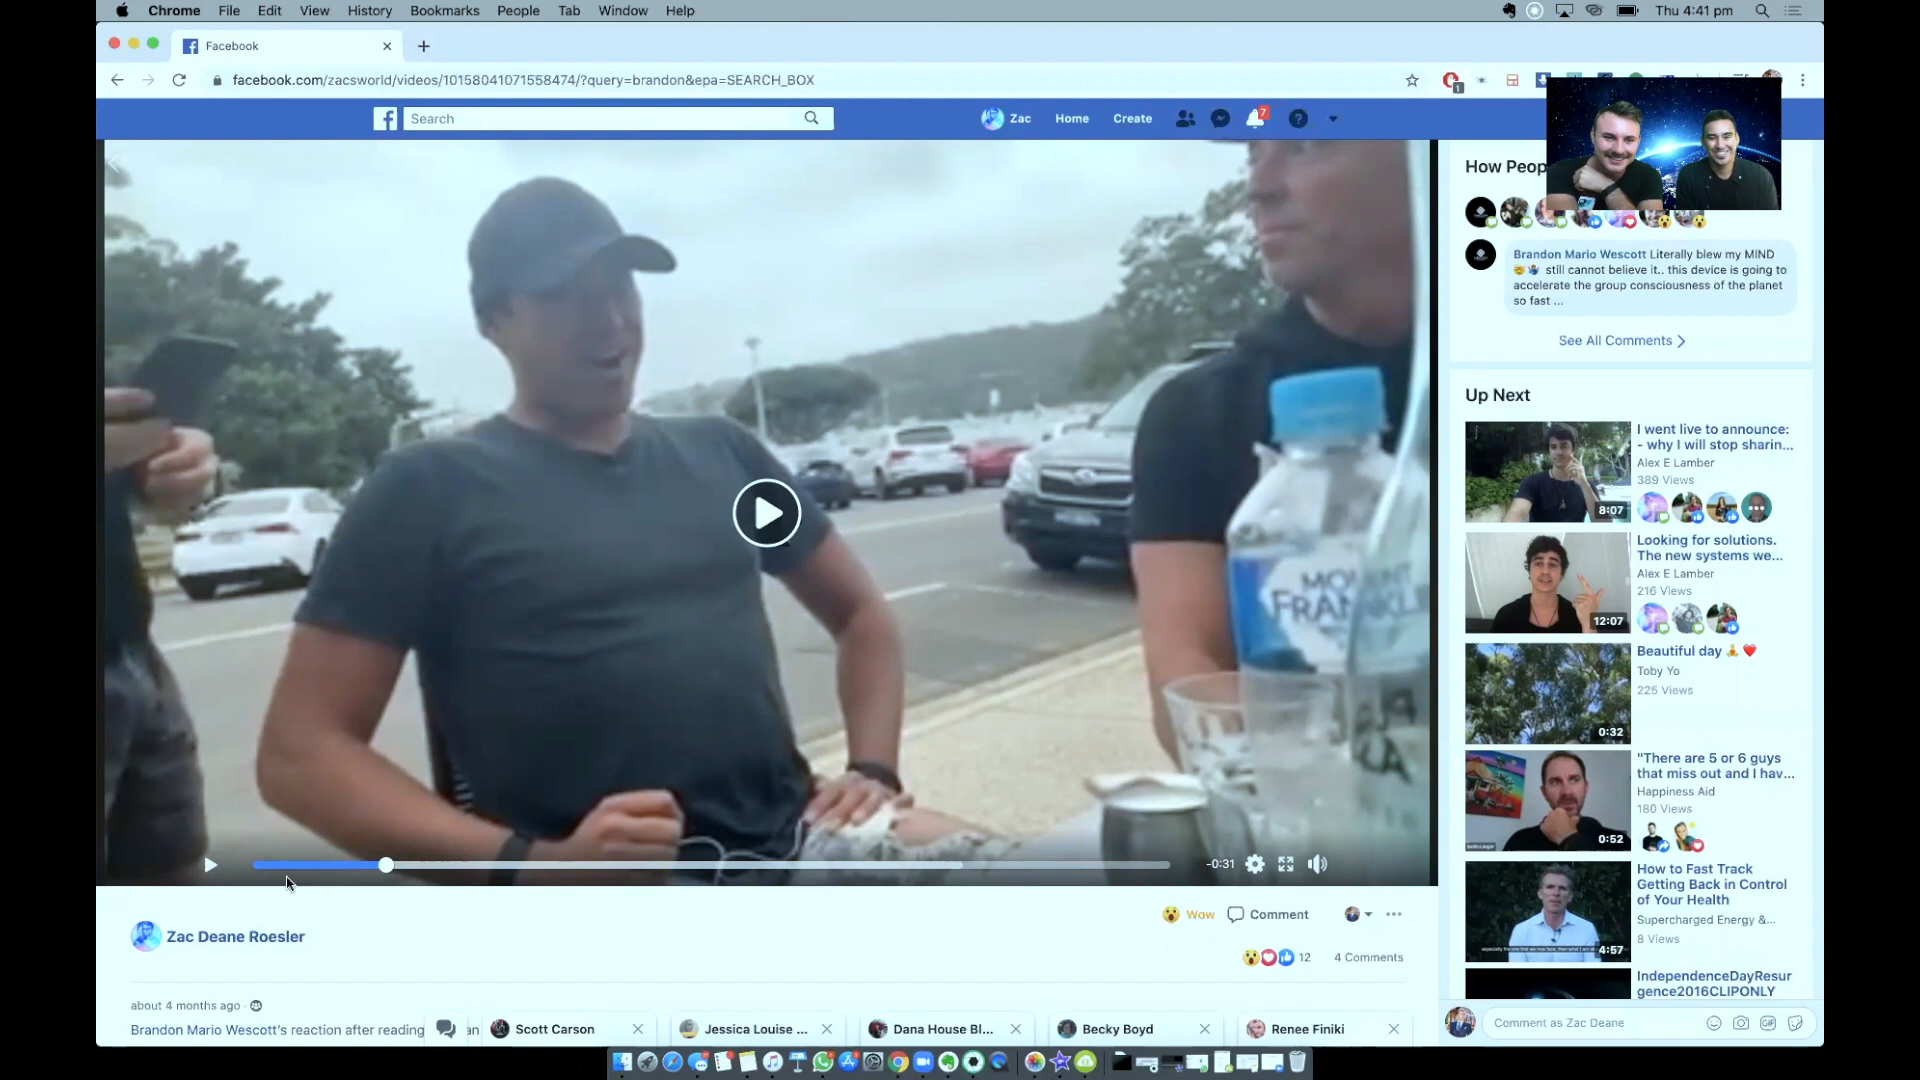 Chrome File Edit View History Bookmarks People Tab Window Help
Thu 4:41 pm
Facebook
facebook.com/zacsworld/videos/10158041071558474/?query=brandon&epa=SEARCH_BOX
1
Search
Zac Home Create
7
How Peop
Brandon Mario Wescott Literally blew my MIND
🤯🤷‍♂️ still cannot believe it.. this device is going to
accelerate the group consciousness of the planet
so fast ...
See All Comments
Up Next
I went live to announce:
- why I will stop sharin...
Alex E Lamber
389 Views
8:07
Looking for solutions.
The new systems we...
Alex E Lamber
216 Views
12:07
Beautiful day 🙏 ❤️
Toby Yo
225 Views
0:32
"There are 5 or 6 guys
that miss out and I hav...
Happiness Aid
180 Views
0:52
How to Fast Track
Getting Back in Control
of Your Health
Supercharged Energy &...
8 Views
4:57
IndependenceDayResur
gence2016CLIPONLY
MOUNT
FRANKLIN
-0:31
Wow Comment
Zac Deane Roesler
12 4 Comments
about 4 months ago ·
Brandon Mario Wescott's reaction after reading
Scott Carson
Jessica Louise ...
Dana House Bl...
Becky Boyd
Renee Finiki
Comment as Zac Deane
GIF